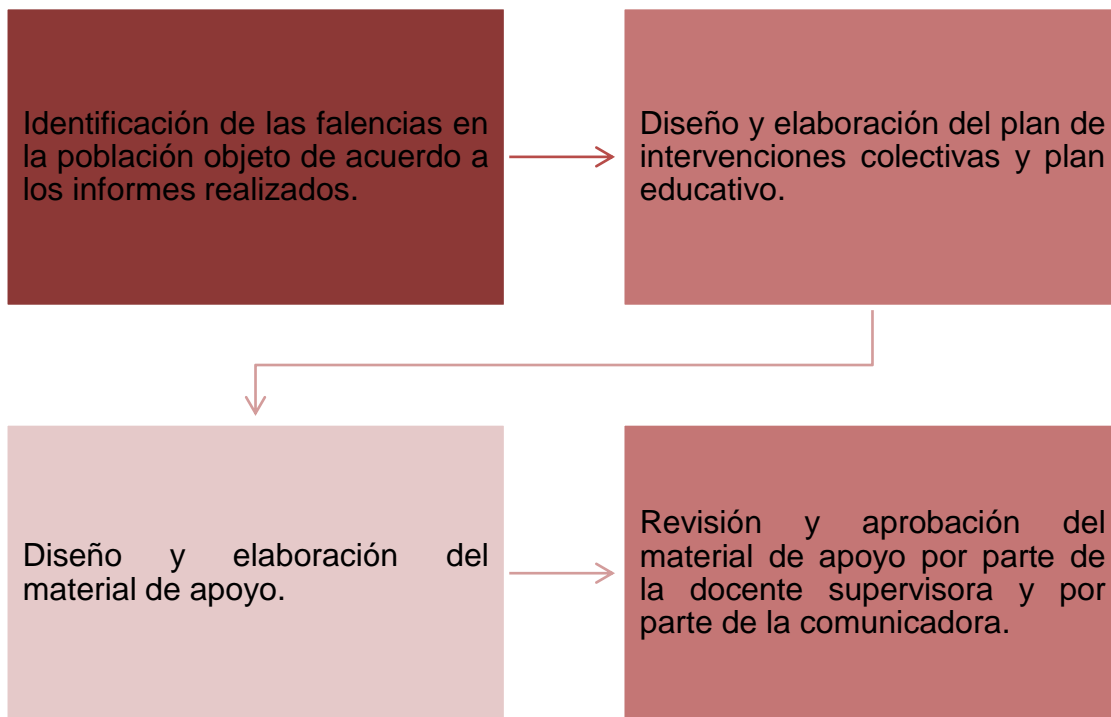 Identificación de las falencias en
la población objeto de acuerdo a
los informes realizados.
Diseño y elaboración del plan de
intervenciones colectivas y plan
educativo.
Diseño y elaboración del
material de apoyo.
Revisión y aprobación del
material de apoyo por parte de
la docente supervisora y por
parte de la comunicadora.